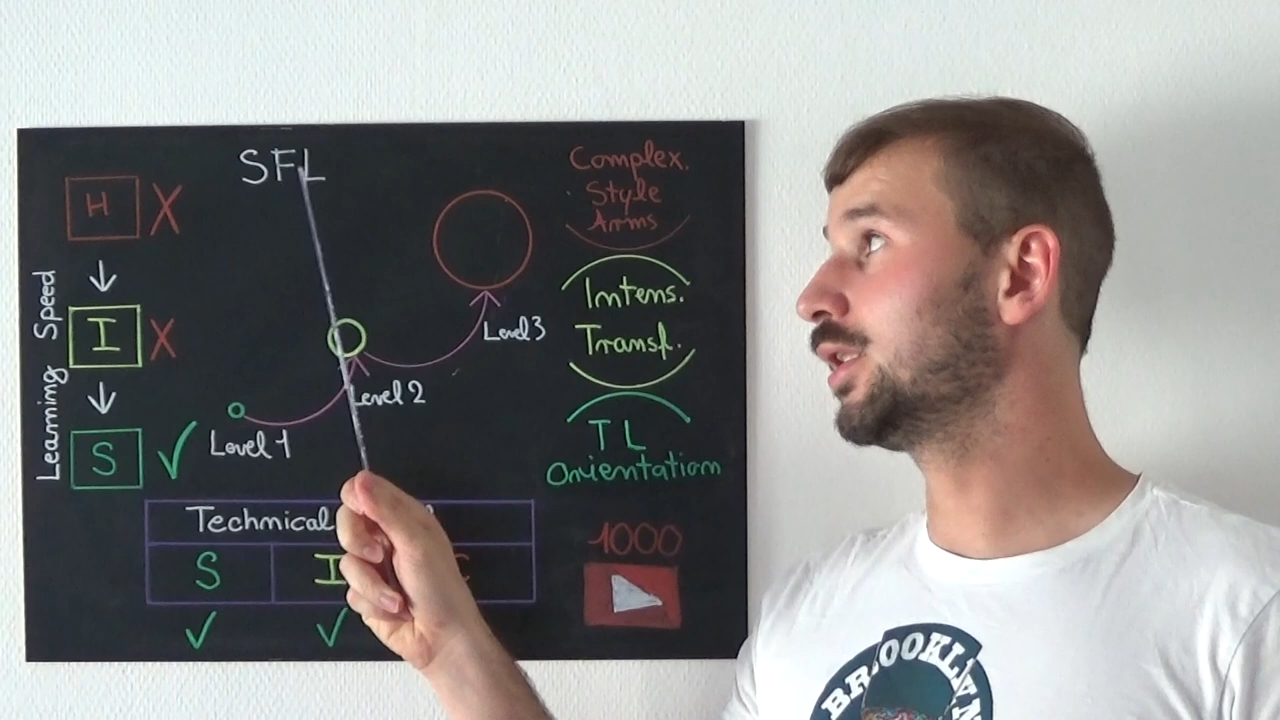 SFL
H X
I X
S
Learning Speed
Level 1
Level 2
Level 3
Complex.
Style
Arms
Intens.
Transf.
TL
Orientation
Technical
S I
1000
BROOKLYN